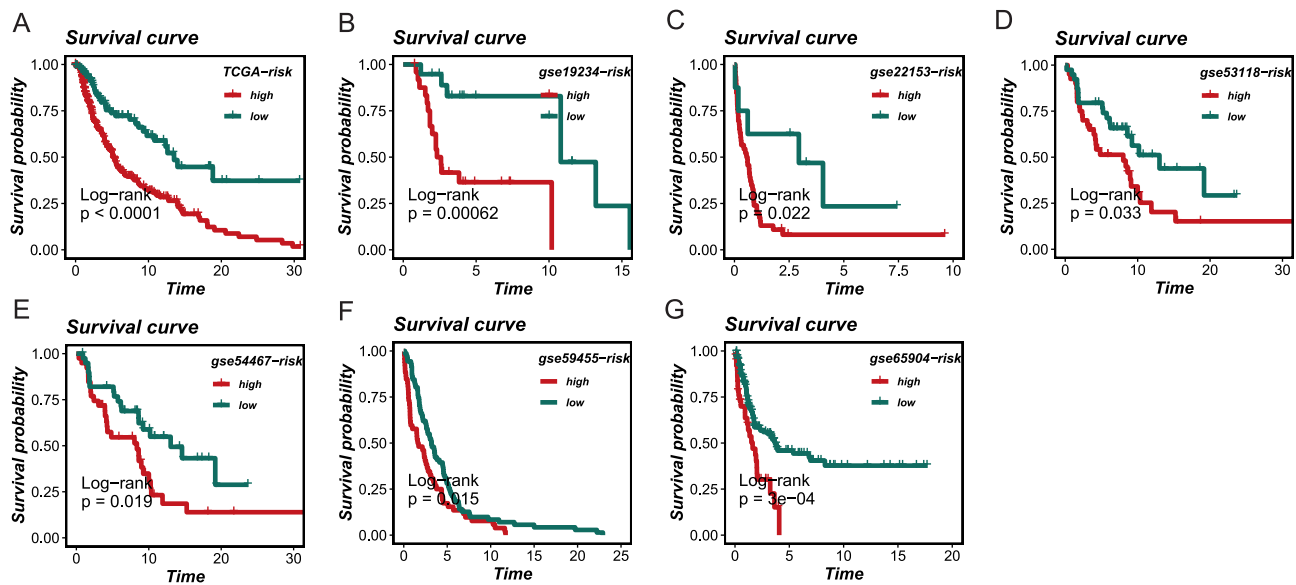 A
Survival curve
TCGA−risk
high
low
Survival probability
1.00
0.75
0.50
0.25
0.00
Log−rank
p < 0.0001
0 10 20 30
Time
B
Survival curve
gse19234−risk
high
low
Survival probability
1.00
0.75
0.50
0.25
0.00
Log−rank
p = 0.00062
0 5 10 15
Time
C
Survival curve
gse22153−risk
high
low
Survival probability
1.00
0.75
0.50
0.25
0.00
Log−rank
p = 0.022
0.0 2.5 5.0 7.5 10.0
Time
D
Survival curve
gse53118−risk
high
low
Survival probability
1.00
0.75
0.50
0.25
0.00
Log−rank
p = 0.033
0 10 20 30
Time
E
Survival curve
gse54467−risk
high
low
Survival probability
1.00
0.75
0.50
0.25
0.00
Log−rank
p = 0.019
0 10 20 30
Time
F
Survival curve
gse59455−risk
high
low
Survival probability
1.00
0.75
0.50
0.25
0.00
Log−rank
p = 0.015
0 5 10 15 20 25
Time
G
Survival curve
gse65904−risk
high
low
Survival probability
1.00
0.75
0.50
0.25
0.00
Log−rank
p = 3e−04
0 5 10 15 20
Time